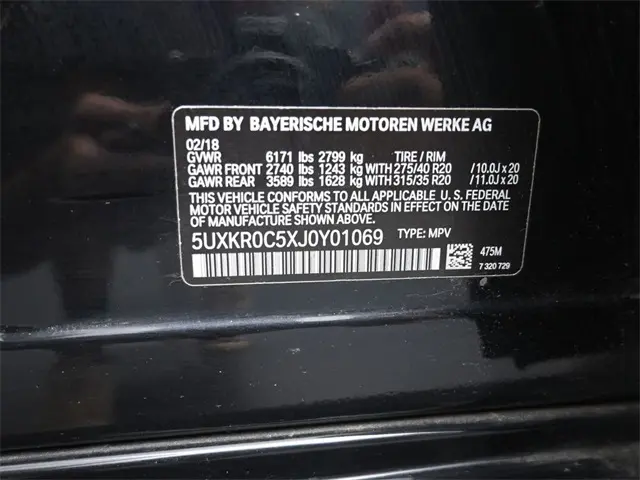 MFD BY BAYERISCHE MOTOREN WERKE AG
02/18
GVWR 6171 lbs 2799 kg TIRE / RIM
GAWR FRONT 2740 lbs 1243 kg WITH 275/40 R20 /10.0J x 20
GAWR REAR 3589 lbs 1628 kg WITH 315/35 R20 /11.0J x 20
THIS VEHICLE CONFORMS TO ALL APPLICABLE U. S. FEDERAL
MOTOR VEHICLE SAFETY STANDARDS IN EFFECT ON THE DATE
OF MANUFACTURE SHOWN ABOVE.
5UXKR0C5XJ0Y01069 TYPE: MPV
475M
7 320 729